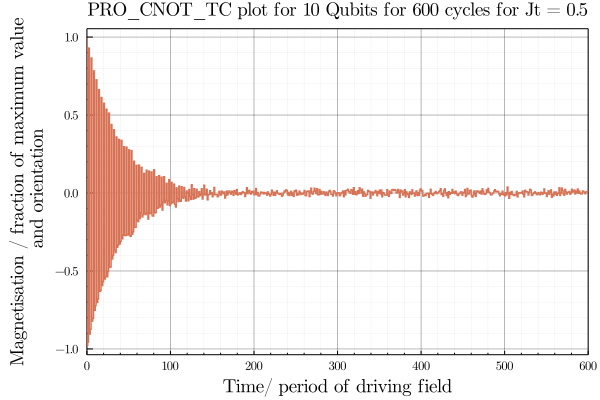 PRO_CNOT_TC plot for 10 Qubits for 600 cycles for Jt = 0.5
Magnetisation / fraction of maximum value
and orientation
1.0
0.5
0.0
−0.5
−1.0
0 100 200 300 400 500 600
Time/ period of driving field